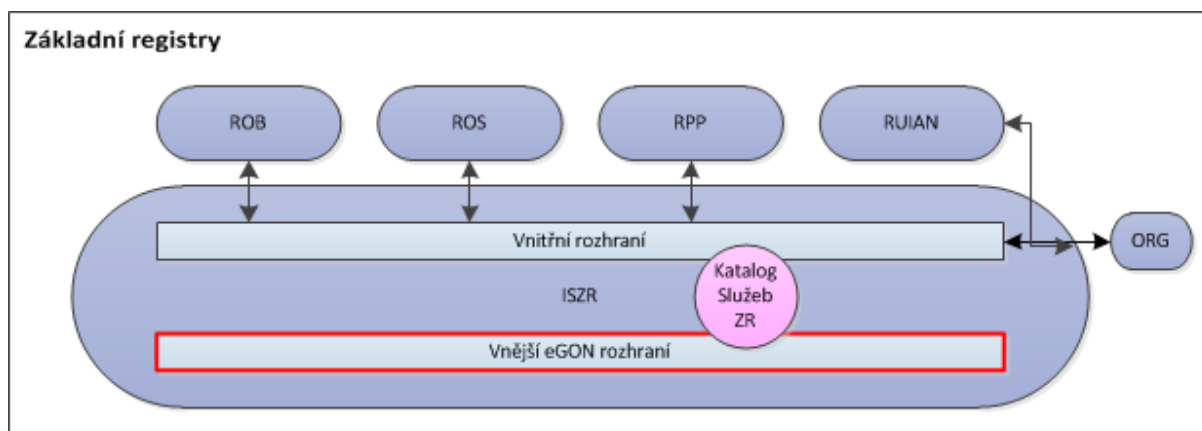 Základní registry
ROB
ROS
RPP
RUIAN
Vnitřní rozhraní
ORG
Katalog
Služeb
ZR
ISZR
Vnější eGON rozhraní